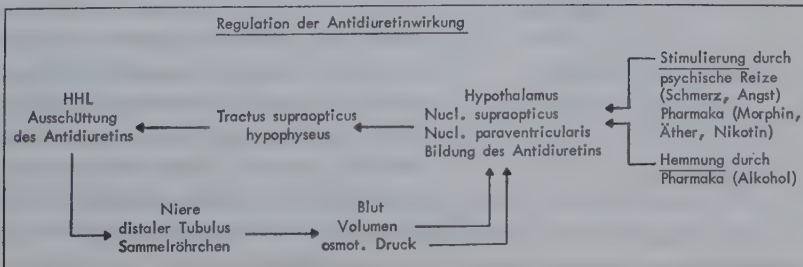 Regulation der Antidiuretinwirkung
HHL
Ausschüttung
des Antidiuretins
Tractus supraopticus
hypophyseus
Hypothalamus
Nucl. supraopticus
Nucl. paraventricularis
Bildung des Antidiuretins
Stimulierung durch
psychische Reize
(Schmerz, Angst)
Pharmaka (Morphin,
Äther, Nikotin)
Hemmung durch
Pharmaka (Alkohol)
Niere
distaler Tubulus
Sammelröhrchen
Blut
Volumen
osmot. Druck